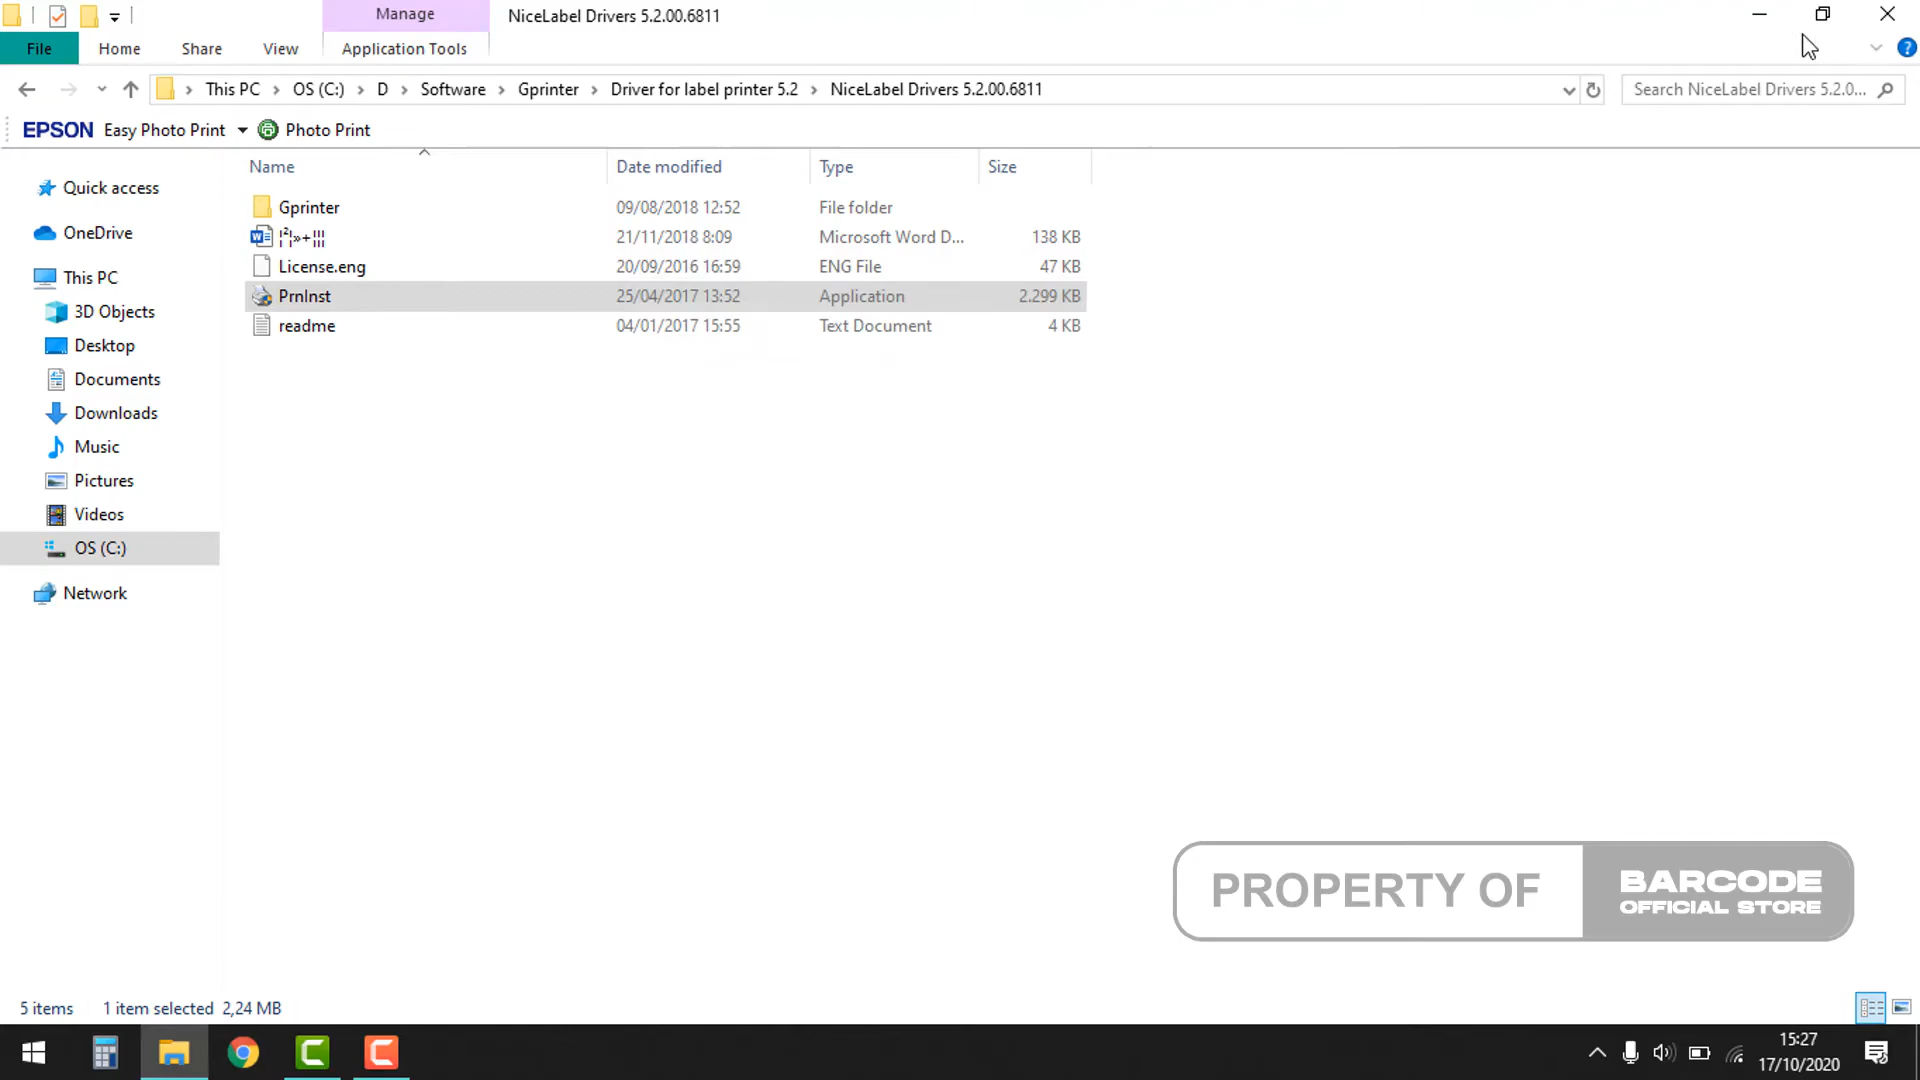 Manage
NiceLabel Drivers 5.2.00.6811
File
Home
Share
View
Application Tools
This PC
OS (C:)
D
Software
Gprinter
Driver for label printer 5.2
NiceLabel Drivers 5.2.00.6811
Search NiceLabel Drivers 5.2.0...
EPSON Easy Photo Print
Photo Print
Name
Date modified
Type
Size
Quick access
OneDrive
This PC
3D Objects
Desktop
Documents
Downloads
Music
Pictures
Videos
OS (C:)
Network
Gprinter 09/08/2018 12:52 File folder
21/11/2018 8:09 Microsoft Word D... 138 KB
License.eng 20/09/2016 16:59 ENG File 47 KB
PrnInst 25/04/2017 13:52 Application 2.299 KB
readme 04/01/2017 15:55 Text Document 4 KB
PROPERTY OF
BARCODE
OFFICIAL STORE
5 items
1 item selected 2,24 MB
15:27
17/10/2020